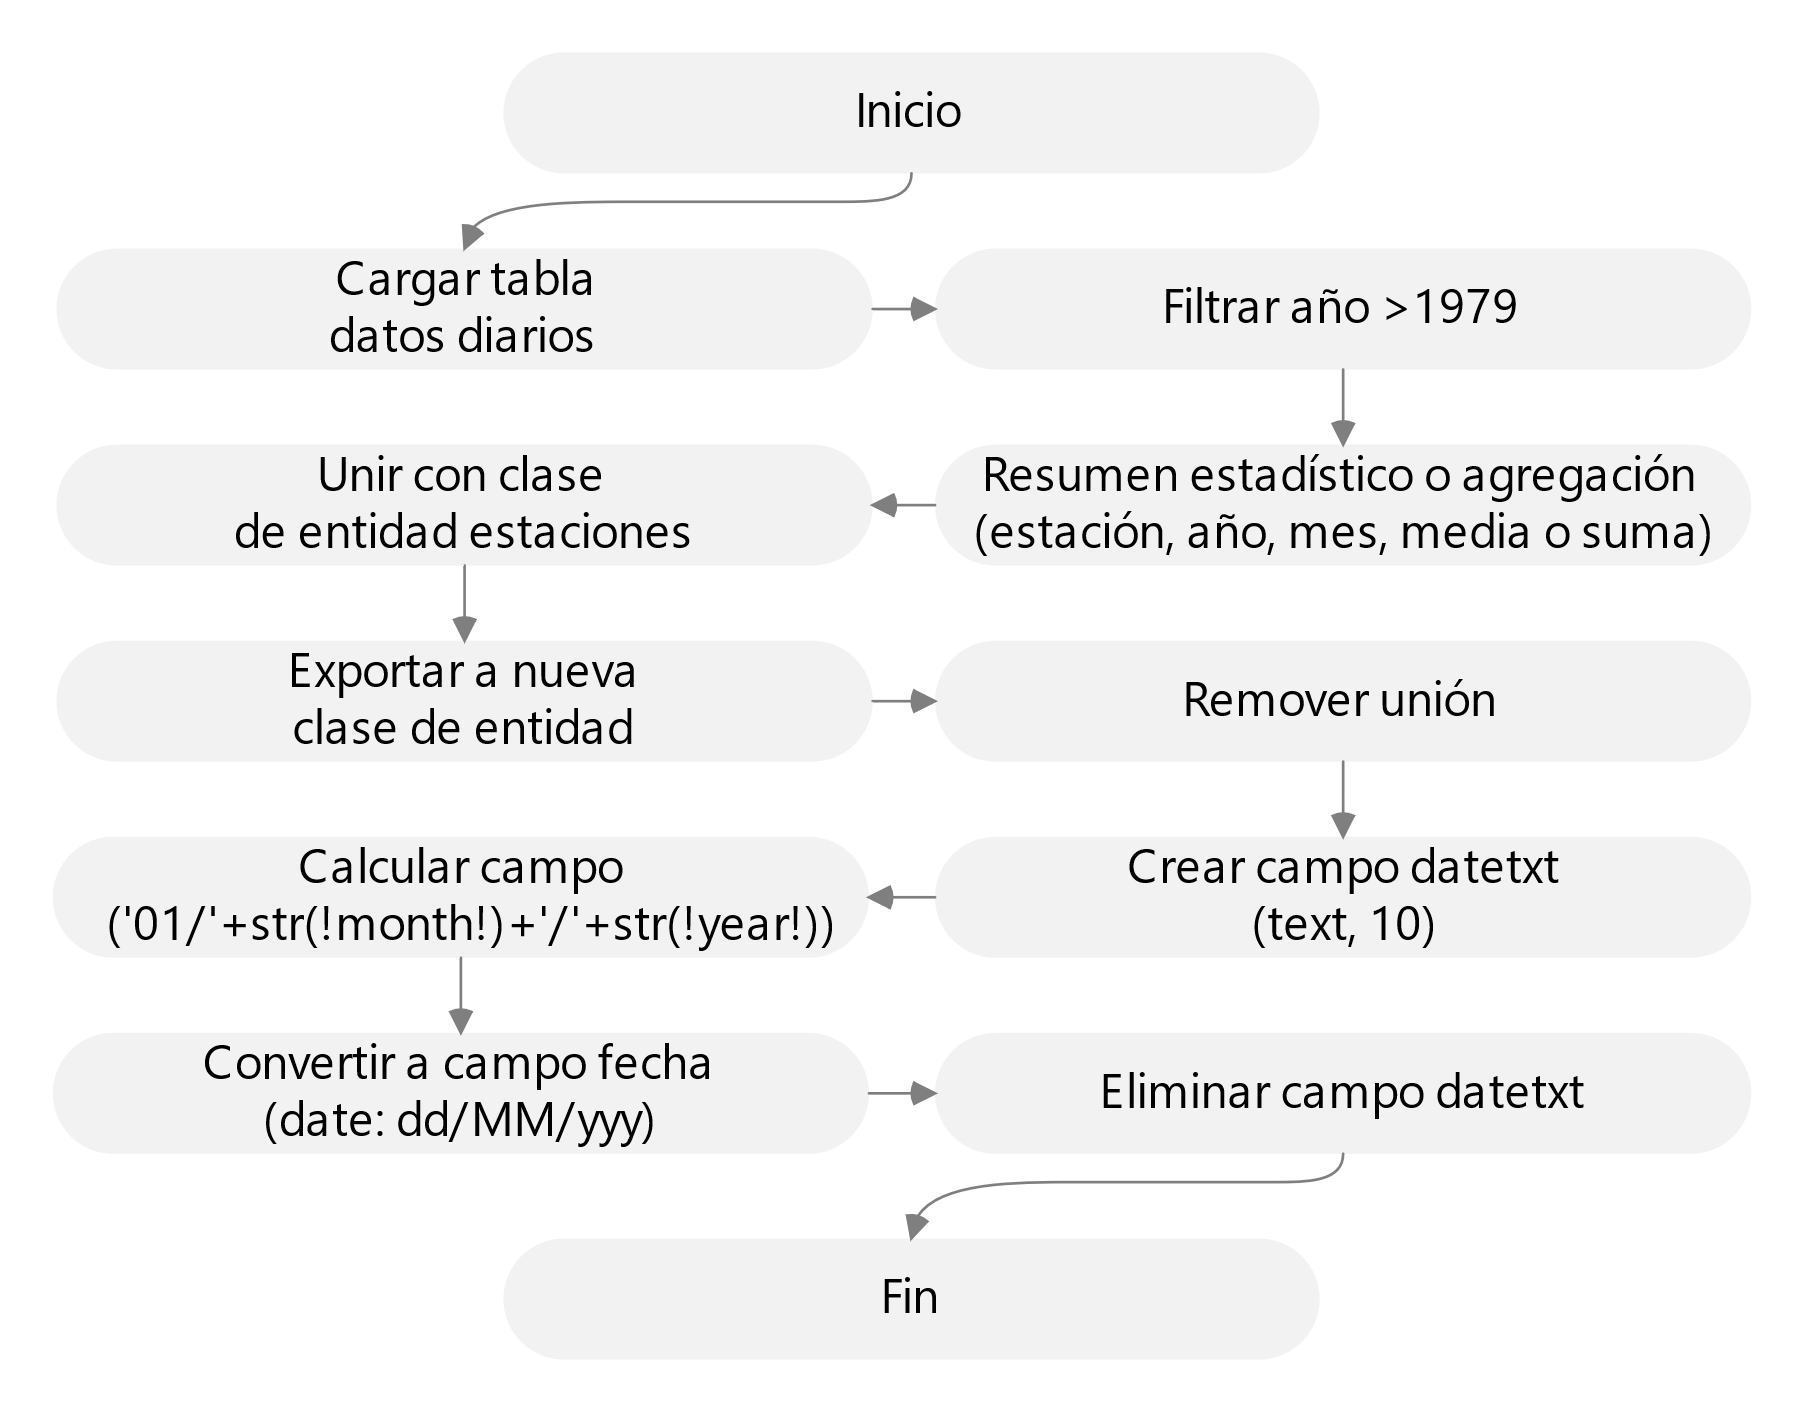 Inicio
Cargar tabla
datos diarios
Filtrar año >1979
Resumen estadístico o agregación
(estación, año, mes, media o suma)
Unir con clase
de entidad estaciones
Exportar a nueva
clase de entidad
Remover unión
Crear campo datetxt
(text, 10)
Calcular campo
('01/'+str(!month!)+'/'+str(!year!))
Convertir a campo fecha
(date: dd/MM/yyy)
Eliminar campo datetxt
Fin